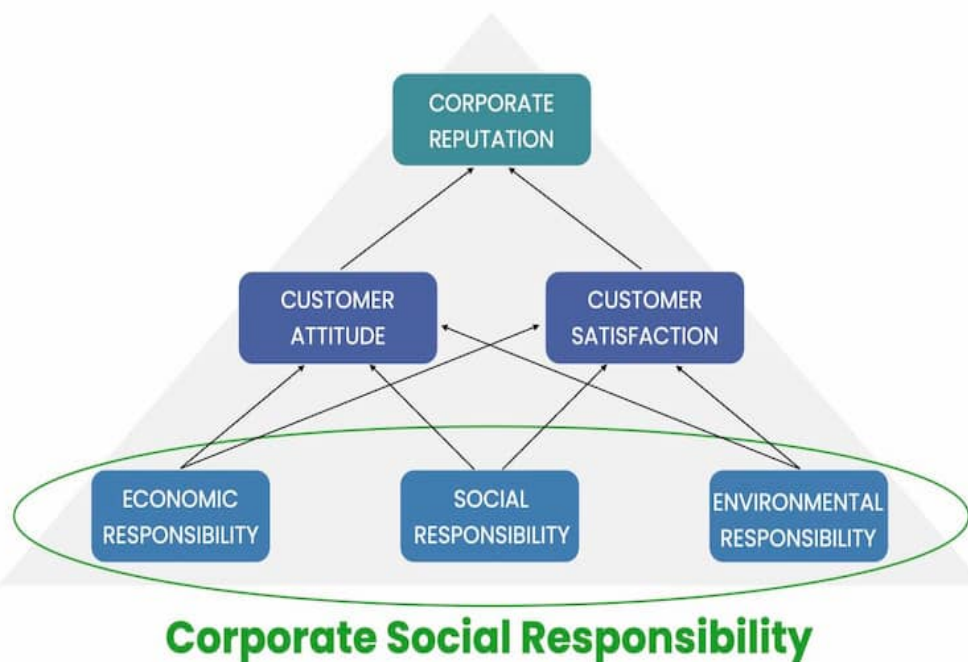 CORPORATE
REPUTATION
CUSTOMER
ATTITUDE
CUSTOMER
SATISFACTION
ECONOMIC
RESPONSIBILITY
SOCIAL
RESPONSIBILITY
ENVIRONMENTAL
RESPONSIBILITY
Corporate Social Responsibility